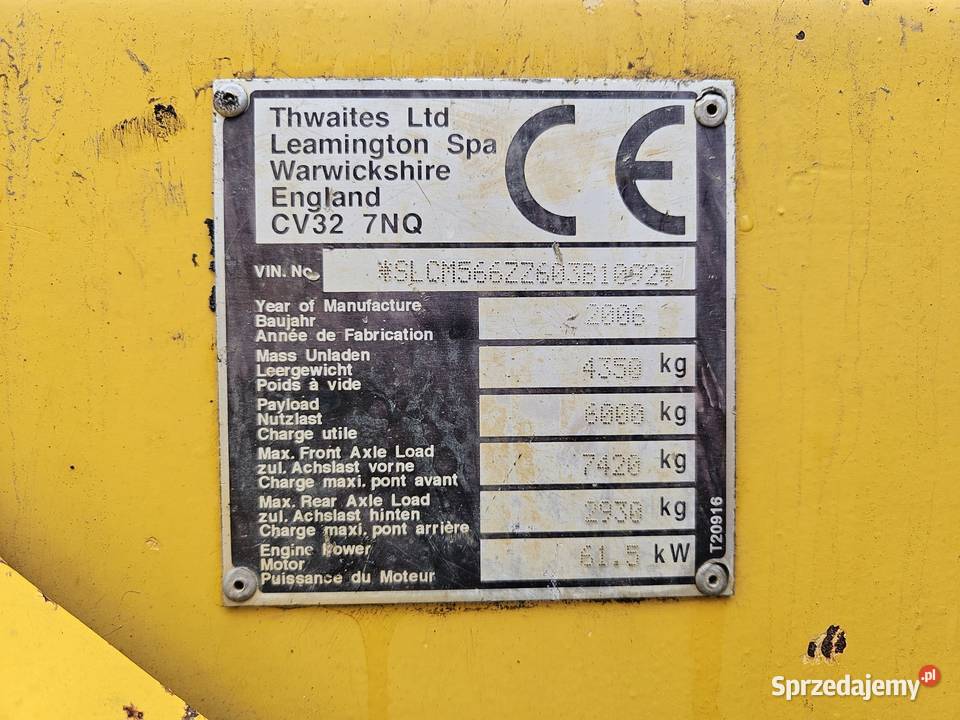 Thwaites Ltd
Leamington Spa
Warwickshire
England
CV32 7NQ
CE
VIN. No *SLCM566ZZ603B1092*
Year of Manufacture
Baujahr
Année de Fabrication
2006
Mass Unladen
Leergewicht
Poids à vide
4350 kg
Payload
Nutzlast
Charge utile
6000 kg
Max. Front Axle Load
zul. Achslast vorne
Charge maxi. pont avant
7420 kg
Max. Rear Axle Load
zul. Achslast hinten
Charge maxi. pont arrière
2930 kg
Engine Power
Motor
Puissance du Moteur
61.5 kW
T20916
Sprzedajemy.pl